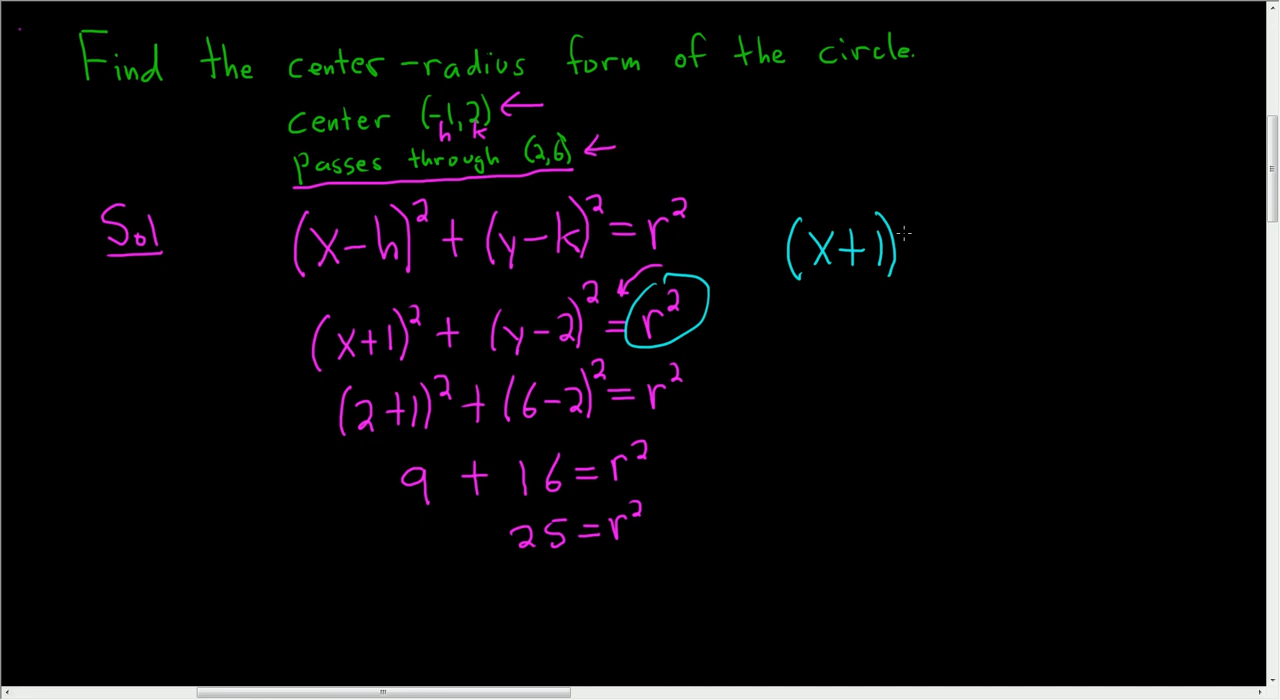 Find the center-radius form of the circle.
Center (-1, 2)
h k
passes through (2,6)
Sol
(x-h)² + (y-k)² = r²
(x+1)
(x+1)² + (y-2)² = r²
(2+1)² + (6-2)² = r²
9 + 16 = r²
25 = r²